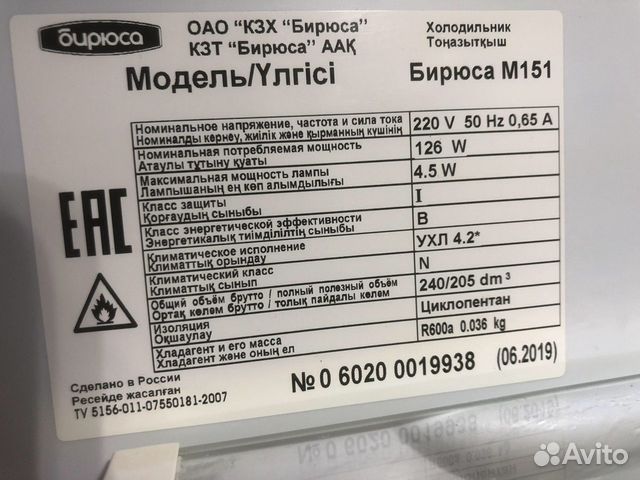 бирюса
ОАО "КЗХ "Бирюса"
КЗТ "Бирюса" ААҚ
Холодильник
Тоңазытқыш
Модель/Үлгісі
Бирюса М151
Номинальное напряжение, частота и сила тока
Номиналды кернеу, жиілік және қырманның күшінің
220 V 50 Hz 0,65 A
Номинальная потребляемая мощность
Атаулы тұтыну қуаты
126 W
Максимальная мощность лампы
Лампышаның ең көп алымдылығы
4.5 W
Класс защиты
Қорғаудың сыныбы
I
Класс энергетической эффективности
Энергетикалық тиімділілтің сыныбы
B
Климатическое исполнение
Климаттық орындау
УХЛ 4.2*
Климатический класс
Климаттық сынып
N
Общий объём брутто / полный полезный объём
Ортақ көлем брутто / толық пайдалы көлем
240/205 dm³
Изоляция
Оқшаулау
Циклопентан
Хладагент и его масса
Хладагент және оның ел
R600a 0.036 kg
EAC
Сделано в России
Ресейде жасалған
TУ 5156-011-07550181-2007
№ 0 6020 0019938 (06.2019)
Avito